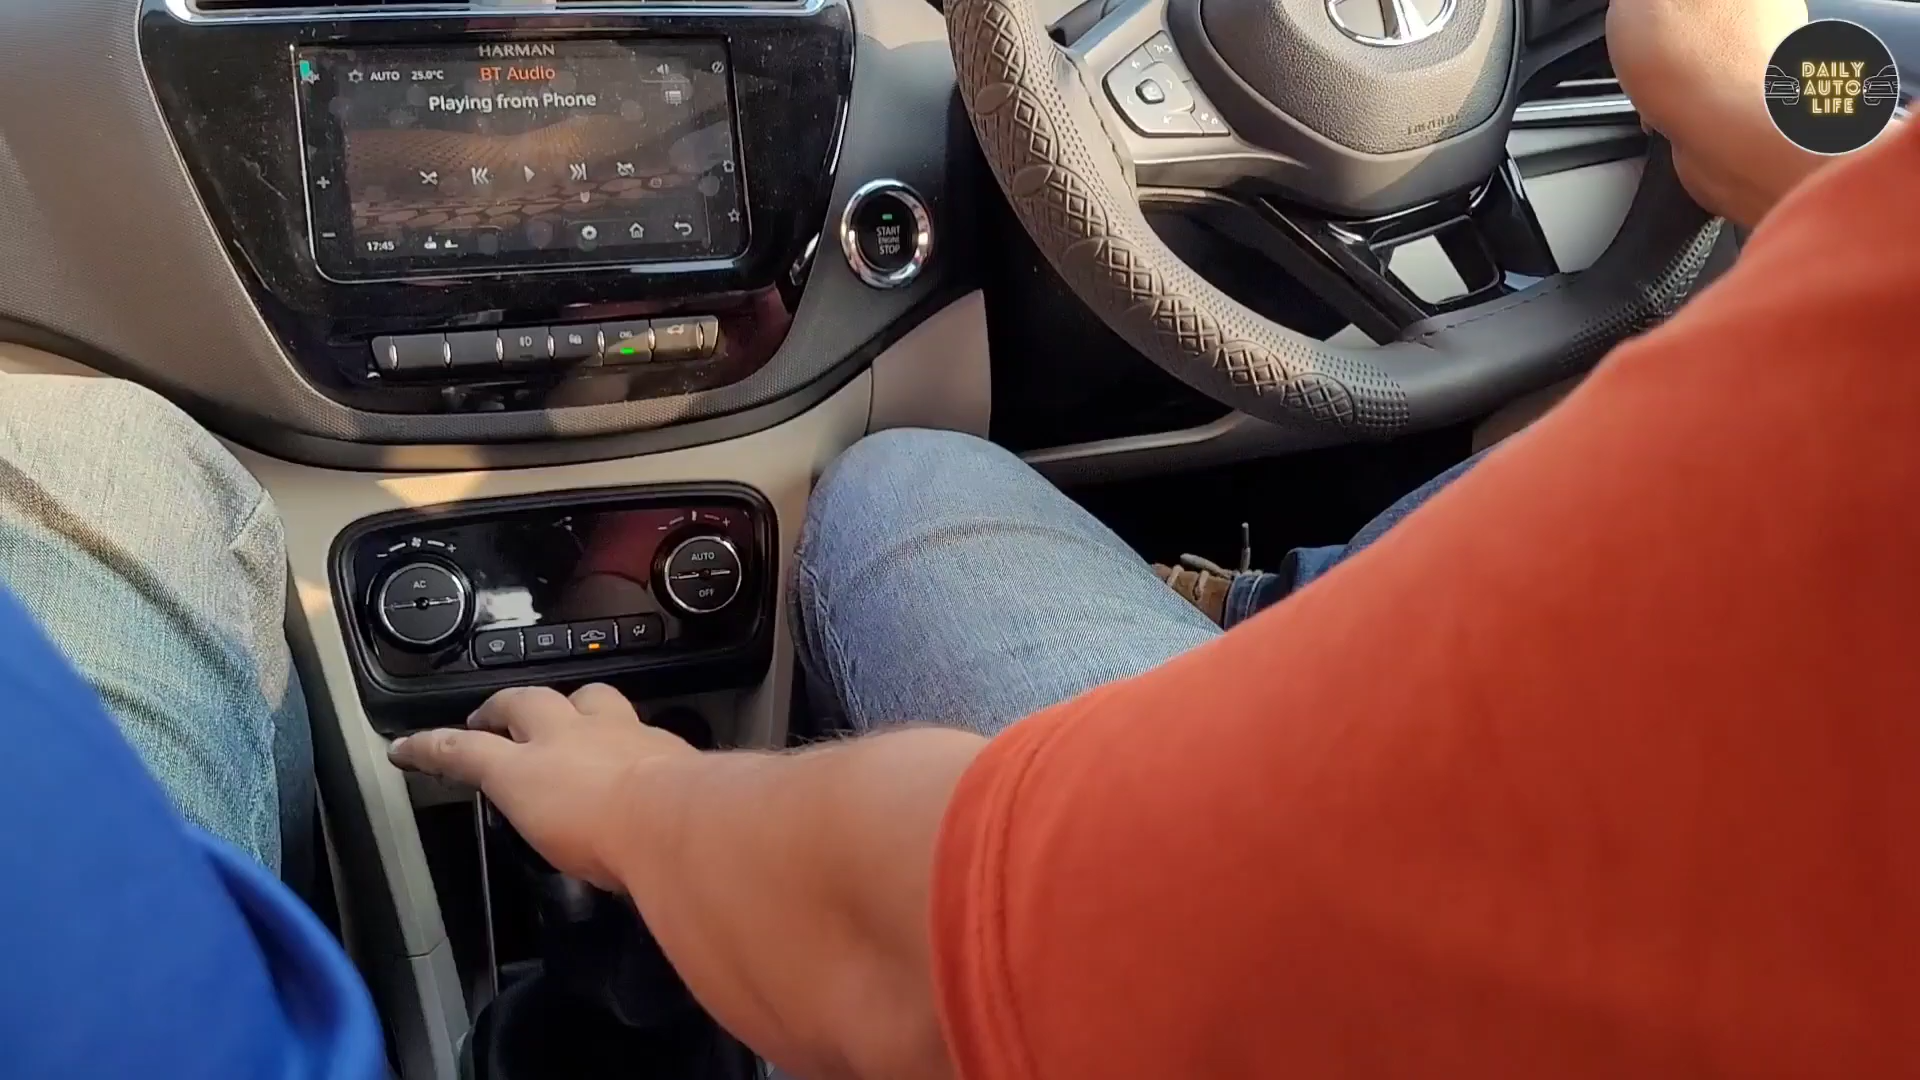 HARMAN
AUTO 25.0°C
BT Audio
Playing from Phone
17:45
START
ENGINE
STOP
CNG
AC
AUTO
OFF
DAILY
AUTO
LIFE